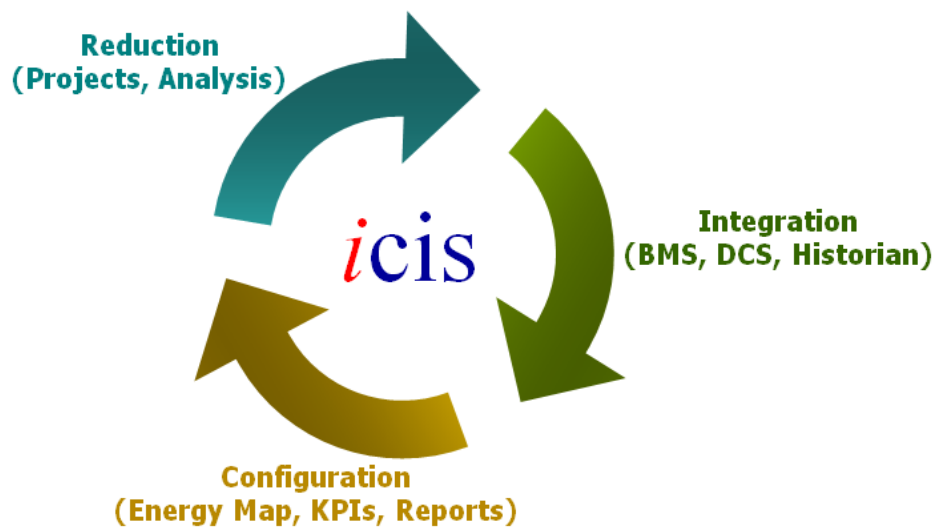 Reduction
(Projects, Analysis)
Integration
(BMS, DCS, Historian)
icis
Configuration
(Energy Map, KPIs, Reports)